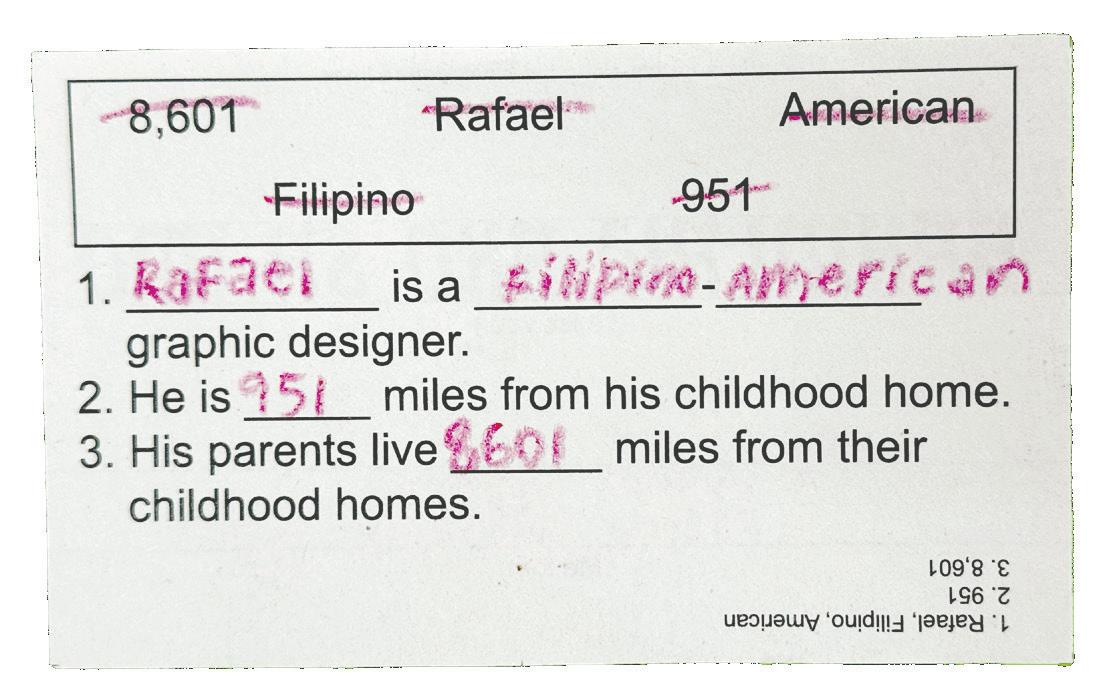 8,601 Rafael American
Filipino 951
1. Rafael is a Filipino-American
graphic designer.
2. He is 951 miles from his childhood home.
3. His parents live 8601 miles from their
childhood homes.
1. Rafael, Filipino, American
2. 951
3. 8,601